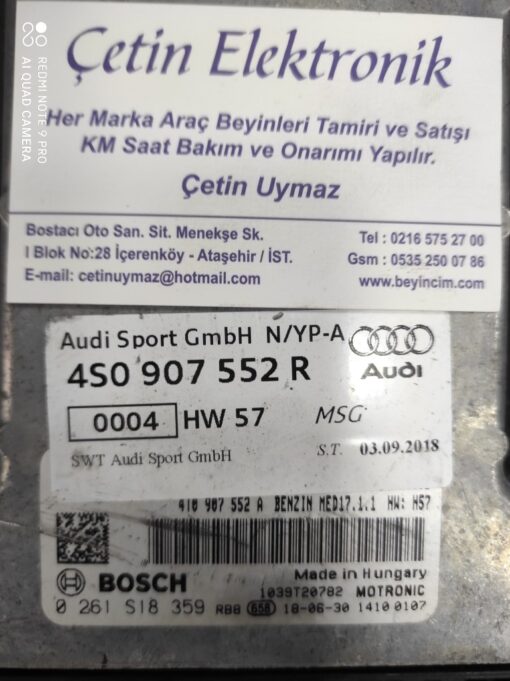 Çetin Elektronik
Her Marka Araç Beyinleri Tamiri ve Satışı
KM Saat Bakım ve Onarımı Yapılır.
Çetin Uymaz
Bostacı Oto San. Sit. Menekşe Sk.
I Blok No:28 İçerenköy - Ataşehir / İST.
E-mail: cetinuymaz@hotmail.com
Tel : 0216 575 27 00
Gsm : 0535 250 07 86
www.beyincim.com
REDMI NOTE 9 PRO
AI QUAD CAMERA
Audi Sport GmbH N/YP-A
4S0 907 552 R
Audi
0004 HW 57 MSG
SWT Audi Sport GmbH S.T. 03.09.2018
4T0 907 552 A BENZIN MED17.1.1 HW: H57
BOSCH
Made in Hungary
1039T20782 MOTRONIC
0 261 S18 359 RBB 658 18-06-30 1410 0107